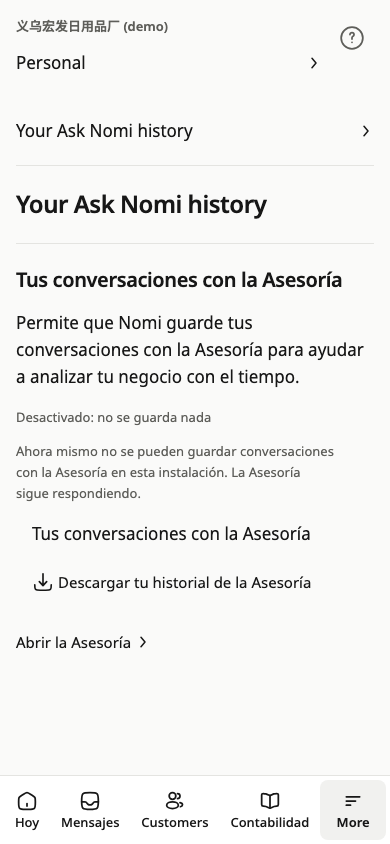 义乌宏发日用品厂 (demo)
Personal
Your Ask Nomi history
Your Ask Nomi history
Tus conversaciones con la Asesoría
Permite que Nomi guarde tus
conversaciones con la Asesoría para ayudar
a analizar tu negocio con el tiempo.
Desactivado: no se guarda nada
Ahora mismo no se pueden guardar conversaciones
con la Asesoría en esta instalación. La Asesoría
sigue respondiendo.
Tus conversaciones con la Asesoría
Descargar tu historial de la Asesoría
Abrir la Asesoría
Hoy
Mensajes
Customers
Contabilidad
More